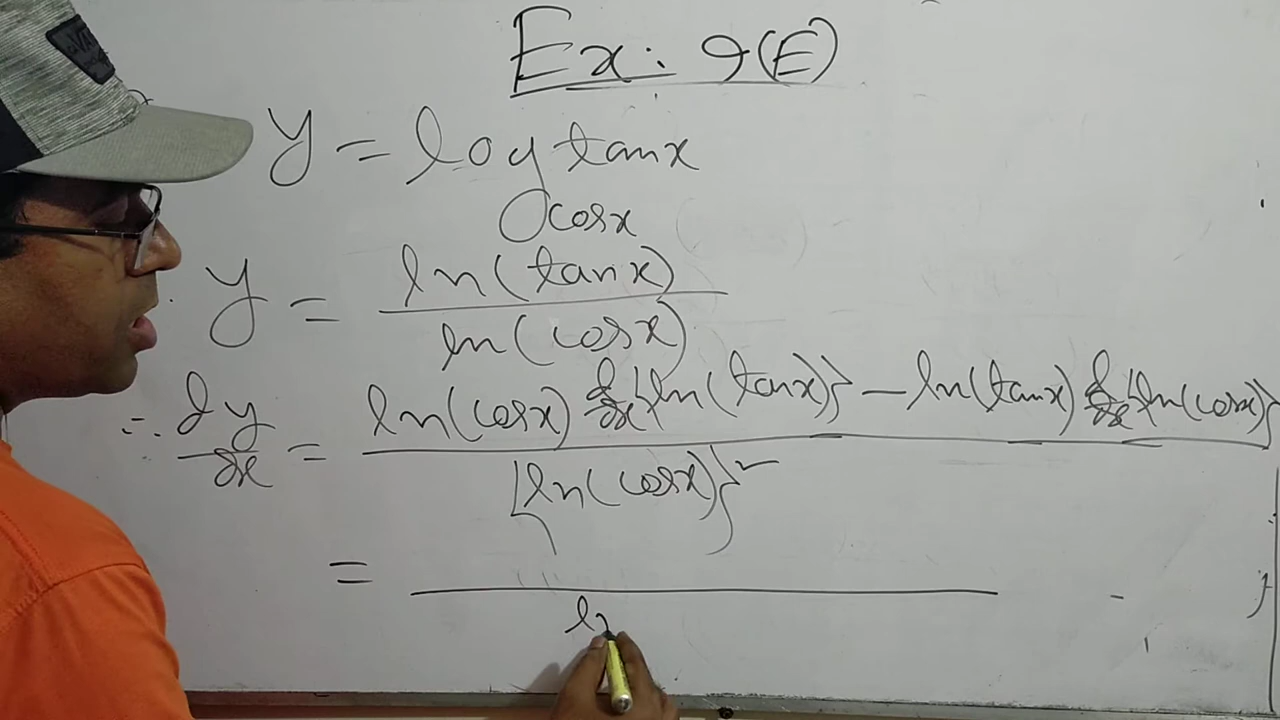 Ex: 9(E)
y = log tanx
cosx
y = ln(tanx)
ln(cosx)
∴ dy/dx = ln(cosx) d/dx{ln(tanx)} − ln(tanx) d/dx{ln(cosx)}
{ln(cosx)}²
=
ln